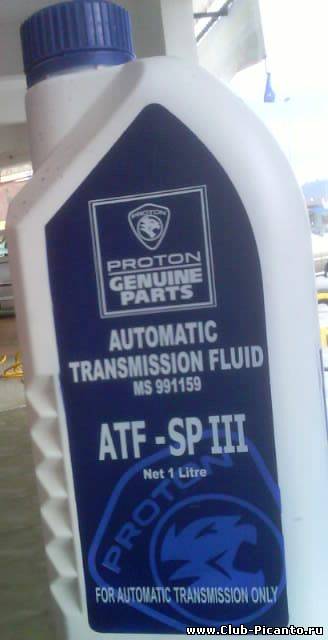 PROTON
PROTON
GENUINE
PARTS
AUTOMATIC
TRANSMISSION FLUID
MS 991159
ATF - SP III
Net 1 Litre
PROTON
FOR AUTOMATIC TRANSMISSION ONLY
www.Club-Picanto.ru